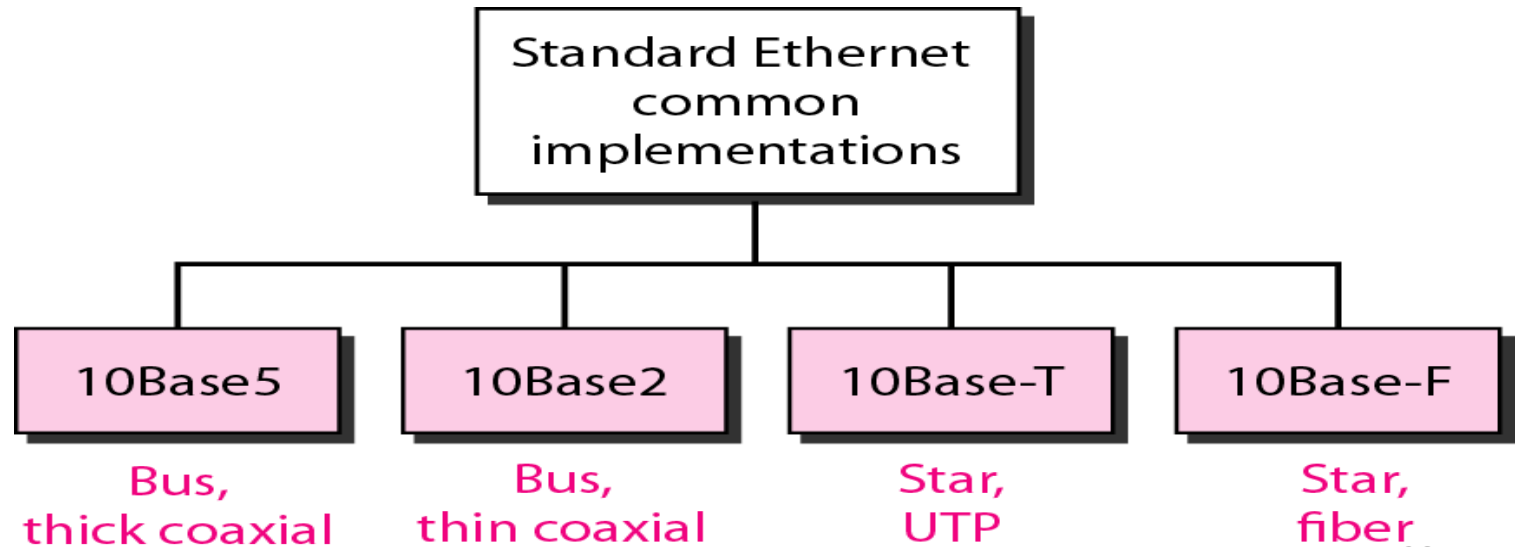 Standard Ethernet
common
implementations
10Base5
10Base2
10Base-T
10Base-F
Bus,
thick coaxial
Bus,
thin coaxial
Star,
UTP
Star,
fiber